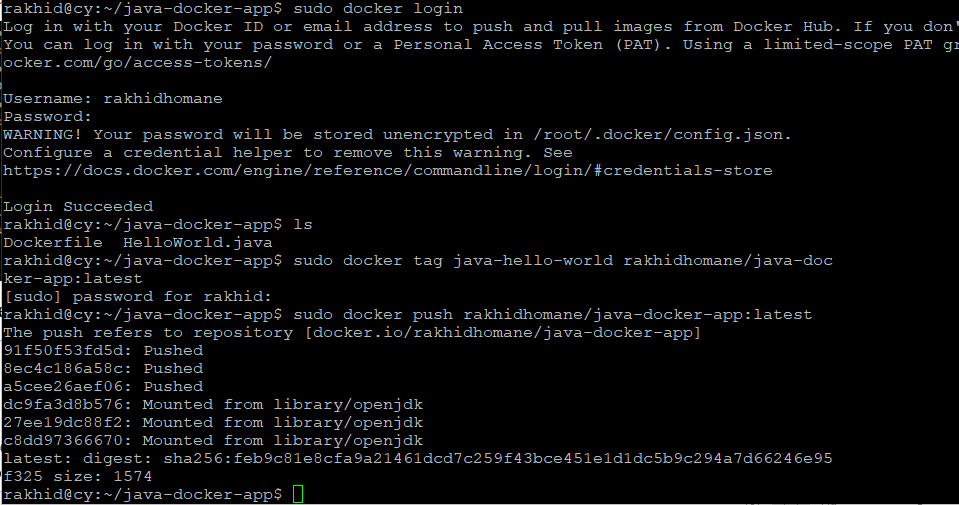 rakhid@cy:~/java-docker-app$ sudo docker login
Log in with your Docker ID or email address to push and pull images from Docker Hub. If you don'
You can log in with your password or a Personal Access Token (PAT). Using a limited-scope PAT gr
ocker.com/go/access-tokens/
Username: rakhidhomane
Password:
WARNING! Your password will be stored unencrypted in /root/.docker/config.json.
Configure a credential helper to remove this warning. See
https://docs.docker.com/engine/reference/commandline/login/#credentials-store
Login Succeeded
rakhid@cy:~/java-docker-app$ ls
Dockerfile  HelloWorld.java
rakhid@cy:~/java-docker-app$ sudo docker tag java-hello-world rakhidhomane/java-doc
ker-app:latest
[sudo] password for rakhid:
rakhid@cy:~/java-docker-app$ sudo docker push rakhidhomane/java-docker-app:latest
The push refers to repository [docker.io/rakhidhomane/java-docker-app]
91f50f53fd5d: Pushed
8ec4c186a58c: Pushed
a5cee26aef06: Pushed
dc9fa3d8b576: Mounted from library/openjdk
27ee19dc88f2: Mounted from library/openjdk
c8dd97366670: Mounted from library/openjdk
latest: digest: sha256:feb9c81e8cfa9a21461dcd7c259f43bce451e1d1dc5b9c294a7d66246e95
f325 size: 1574
rakhid@cy:~/java-docker-app$